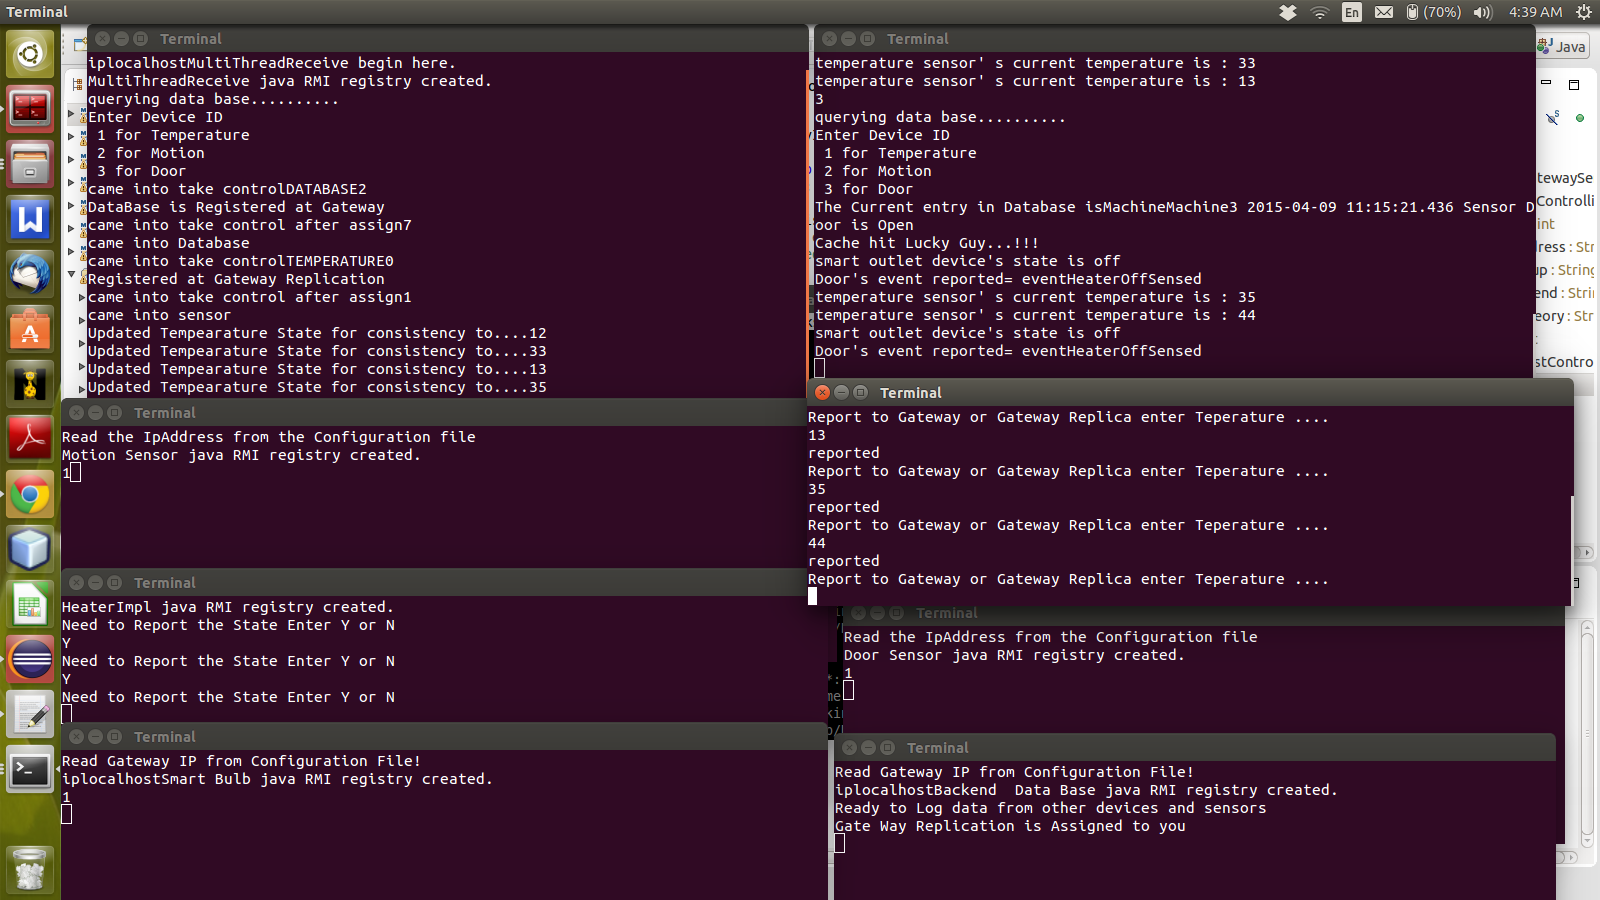 Terminal
En
(70%)
4:39 AM
Terminal
iplocalhostMultiThreadReceive begin here.
MultiThreadReceive java RMI registry created.
querying data base..........
Enter Device ID
1 for Temperature
2 for Motion
3 for Door
came into take controlDATABASE2
DataBase is Registered at Gateway
came into take control after assign7
came into Database
came into take controlTEMPERATURE0
Registered at Gateway Replication
came into take control after assign1
came into sensor
Updated Tempearature State for consistency to....12
Updated Tempearature State for consistency to....33
Updated Tempearature State for consistency to....13
Updated Tempearature State for consistency to....35
Terminal
temperature sensor' s current temperature is : 33
temperature sensor' s current temperature is : 13
3
querying data base..........
Enter Device ID
1 for Temperature
2 for Motion
3 for Door
The Current entry in Database isMachineMachine3 2015-04-09 11:15:21.436 Sensor D
oor is Open
Cache hit Lucky Guy...!!!
smart outlet device's state is off
Door's event reported= eventHeaterOffSensed
temperature sensor' s current temperature is : 35
temperature sensor' s current temperature is : 44
smart outlet device's state is off
Door's event reported= eventHeaterOffSensed
Java
tewaySe
Controlli
int
dress : Str
up : String
end : Strin
eory : Str
stContro
Terminal
Read the IpAddress from the Configuration file
Motion Sensor java RMI registry created.
1
Terminal
Report to Gateway or Gateway Replica enter Teperature ....
13
reported
Report to Gateway or Gateway Replica enter Teperature ....
35
reported
Report to Gateway or Gateway Replica enter Teperature ....
44
reported
Report to Gateway or Gateway Replica enter Teperature ....
Terminal
HeaterImpl java RMI registry created.
Need to Report the State Enter Y or N
Y
Need to Report the State Enter Y or N
Y
Need to Report the State Enter Y or N
Terminal
Read the IpAddress from the Configuration file
Door Sensor java RMI registry created.
1
Terminal
Read Gateway IP from Configuration File!
iplocalhostSmart Bulb java RMI registry created.
1
Terminal
Read Gateway IP from Configuration File!
iplocalhostBackend  Data Base java RMI registry created.
Ready to Log data from other devices and sensors
Gate Way Replication is Assigned to you